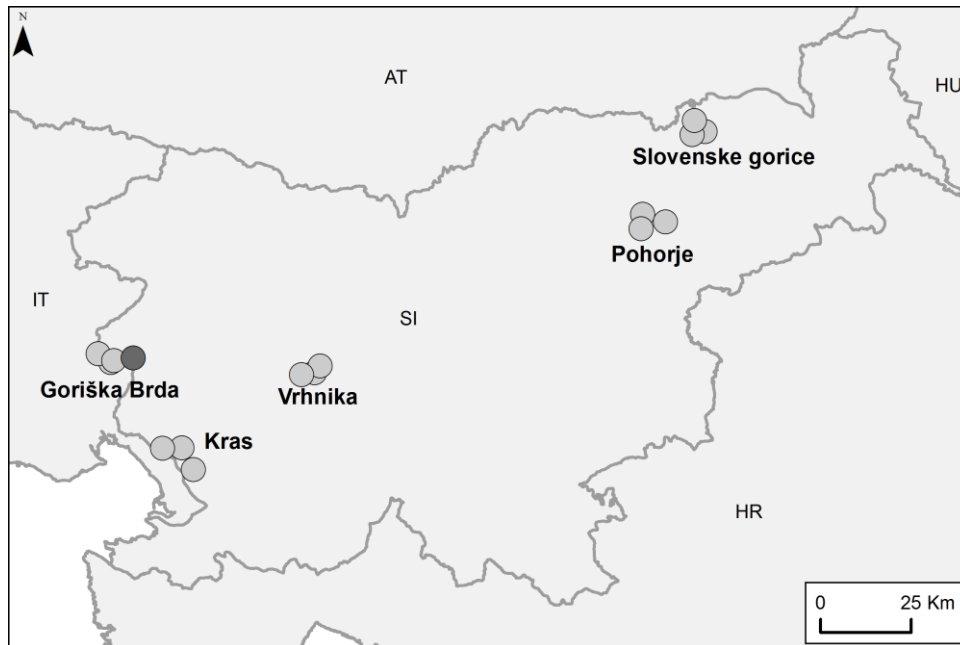 N
AT
HU
Slovenske gorice
Pohorje
IT
SI
Goriška Brda
Vrhnika
Kras
HR
0 25 Km